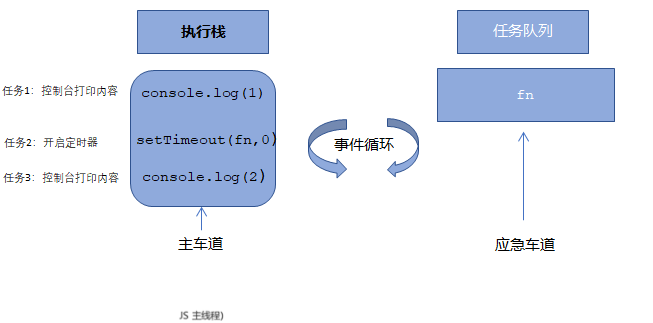 执行栈
任务队列
任务1: 控制台打印内容
console.log(1)
fn
任务2: 开启定时器
setTimeout(fn,0)
事件循环
任务3: 控制台打印内容
console.log(2)
主车道
应急车道
JS 主线程)